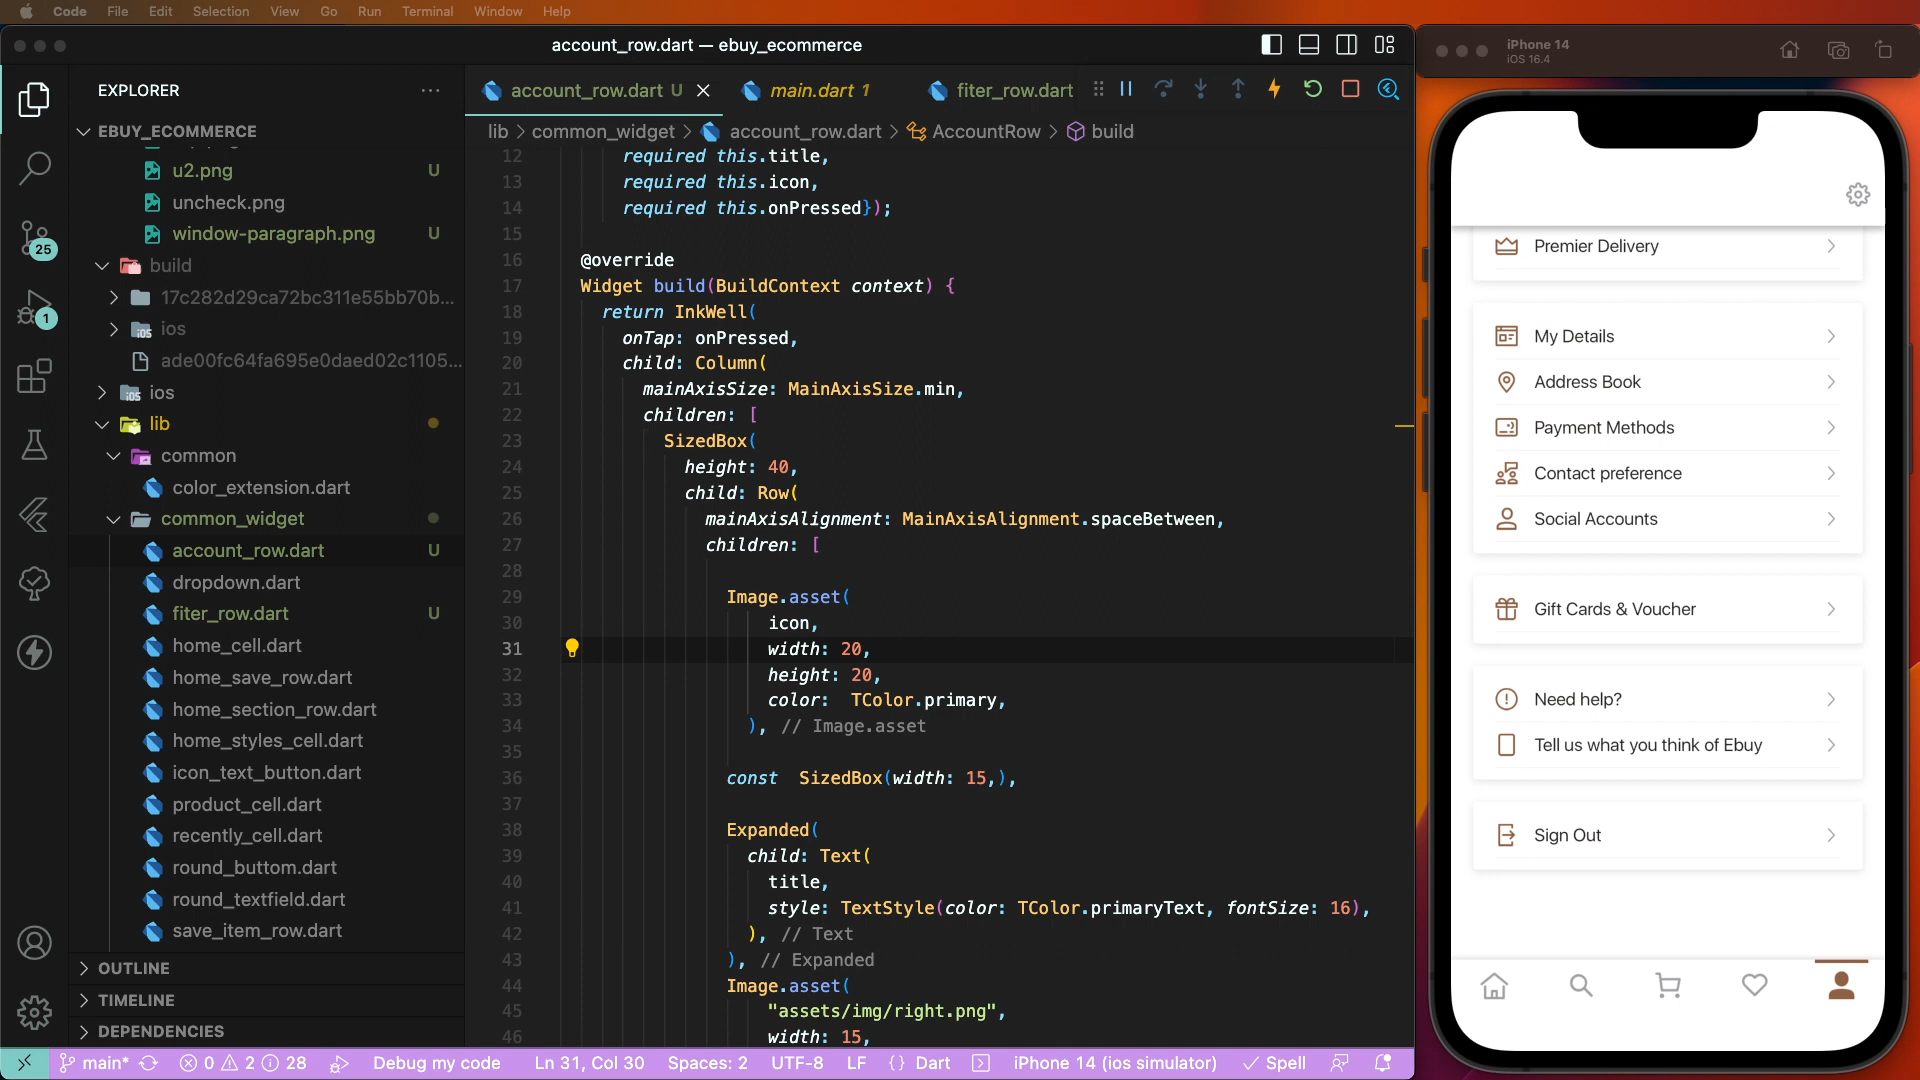 Code File Edit Selection View Go Run Terminal Window Help
account_row.dart — ebuy_ecommerce
iPhone 14
iOS 16.4
EXPLORER
account_row.dart U
main.dart 1
fiter_row.dart
EBUY_ECOMMERCE
lib > common_widget > account_row.dart > AccountRow > build
u2.png U
uncheck.png
window-paragraph.png U
build
17c282d29ca72bc311e55bb70b...
ios
ade00fc64fa695e0daed02c1105...
ios
lib
common
color_extension.dart
common_widget
account_row.dart U
dropdown.dart
fiter_row.dart U
home_cell.dart
home_save_row.dart
home_section_row.dart
home_styles_cell.dart
icon_text_button.dart
product_cell.dart
recently_cell.dart
round_buttom.dart
round_textfield.dart
save_item_row.dart
OUTLINE
TIMELINE
DEPENDENCIES
25
1
12 required this.title,
13 required this.icon,
14 required this.onPressed});
15
16 @override
17 Widget build(BuildContext context) {
18 return InkWell(
19 onTap: onPressed,
20 child: Column(
21 mainAxisSize: MainAxisSize.min,
22 children: [
23 SizedBox(
24 height: 40,
25 child: Row(
26 mainAxisAlignment: MainAxisAlignment.spaceBetween,
27 children: [
28
29 Image.asset(
30 icon,
31 width: 20,
32 height: 20,
33 color: TColor.primary,
34 ), // Image.asset
35
36 const SizedBox(width: 15,),
37
38 Expanded(
39 child: Text(
40 title,
41 style: TextStyle(color: TColor.primaryText, fontSize: 16),
42 ), // Text
43 ), // Expanded
44 Image.asset(
45 "assets/img/right.png",
46 width: 15,
Premier Delivery
My Details
Address Book
Payment Methods
Contact preference
Social Accounts
Gift Cards & Voucher
Need help?
Tell us what you think of Ebuy
Sign Out
main* 0 2 28 Debug my code Ln 31, Col 30 Spaces: 2 UTF-8 LF {} Dart iPhone 14 (ios simulator) Spell